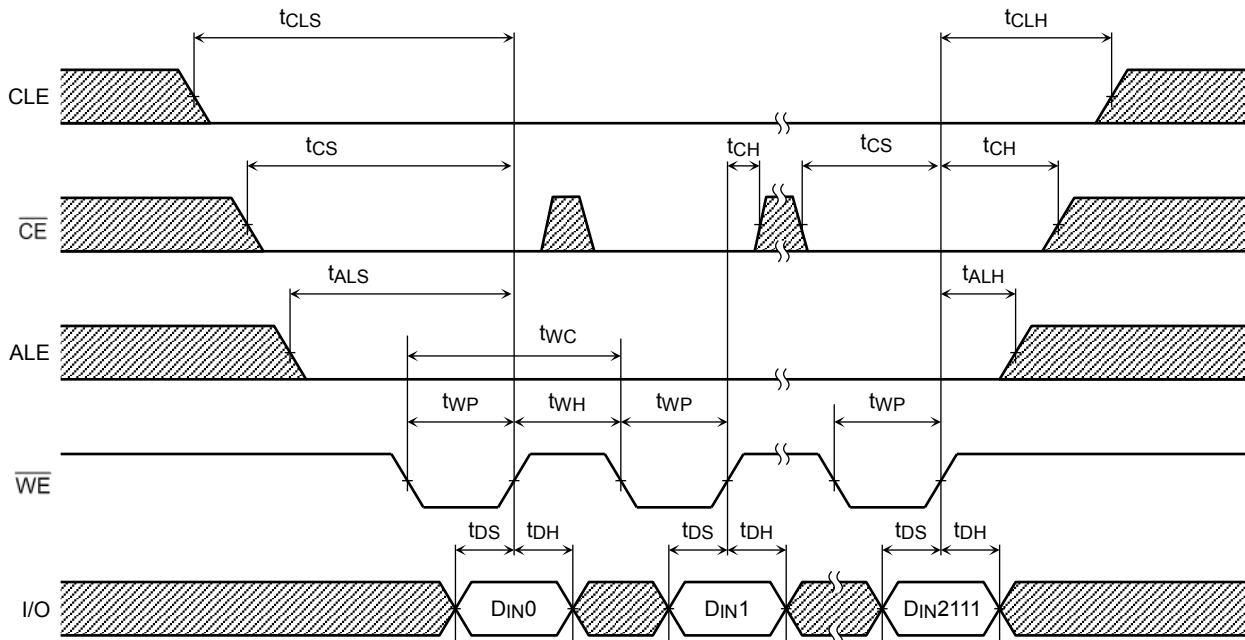 tCLS
tCLH
CLE
tCS
tCH
tCS
tCH
CE
tALS
tALH
ALE
tWC
tWP
tWH
tWP
tWP
WE
tDS
tDH
tDS
tDH
tDS
tDH
I/O
DIN0
DIN1
DIN2111